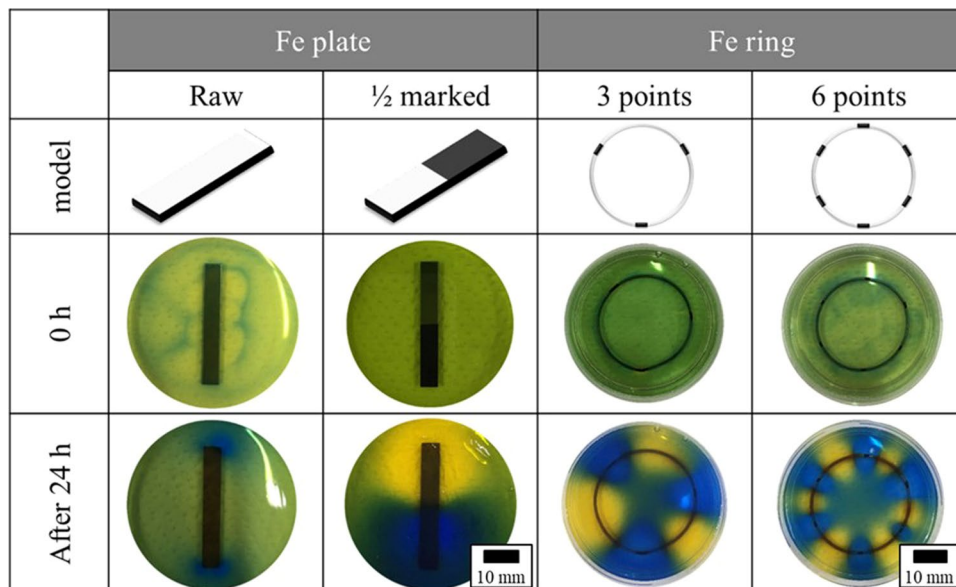 Fe plate
Fe ring
Raw
½ marked
3 points
6 points
model
0 h
After 24 h
10 mm
10 mm